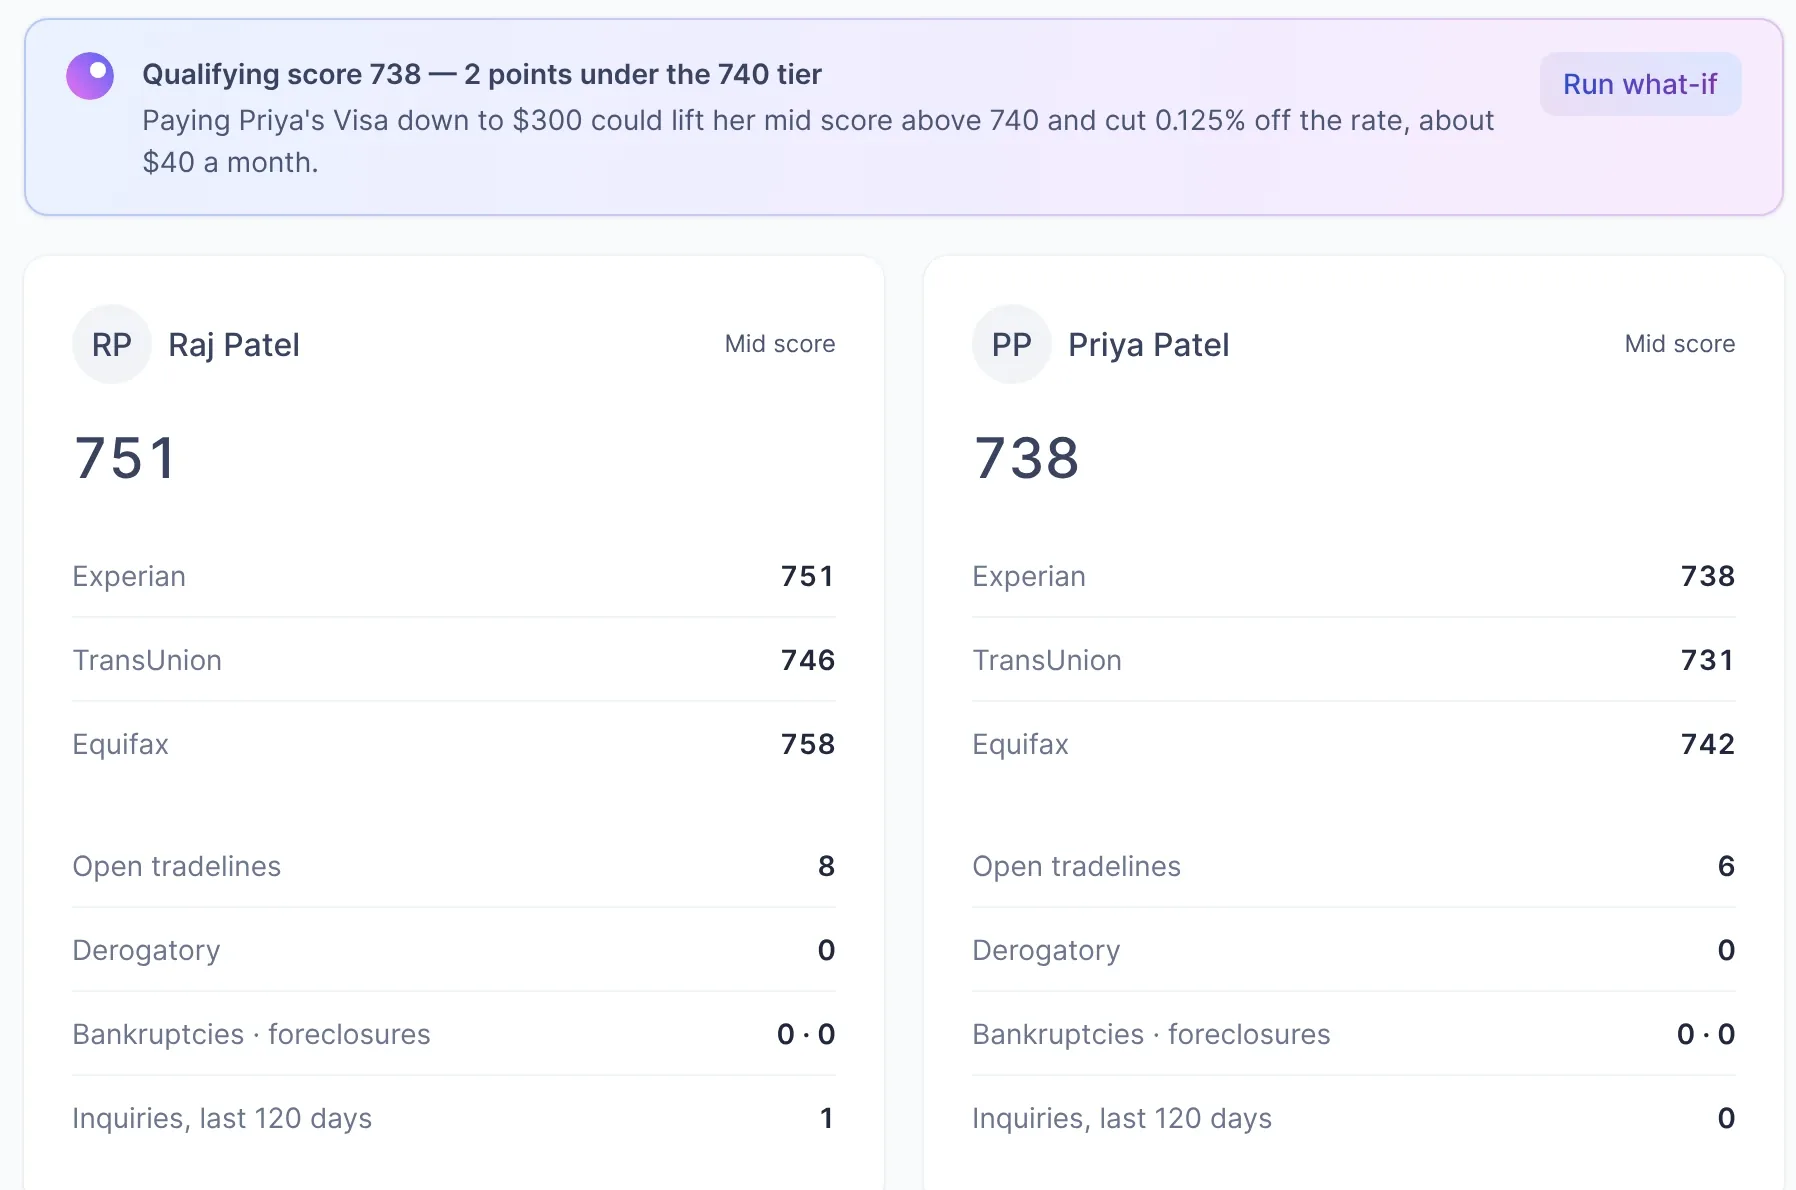 Qualifying score 738 — 2 points under the 740 tier
Run what-if
Paying Priya's Visa down to $300 could lift her mid score above 740 and cut 0.125% off the rate, about
$40 a month.
RP Raj Patel Mid score
751
Experian 751
TransUnion 746
Equifax 758
Open tradelines 8
Derogatory 0
Bankruptcies · foreclosures 0 · 0
Inquiries, last 120 days 1
PP Priya Patel Mid score
738
Experian 738
TransUnion 731
Equifax 742
Open tradelines 6
Derogatory 0
Bankruptcies · foreclosures 0 · 0
Inquiries, last 120 days 0